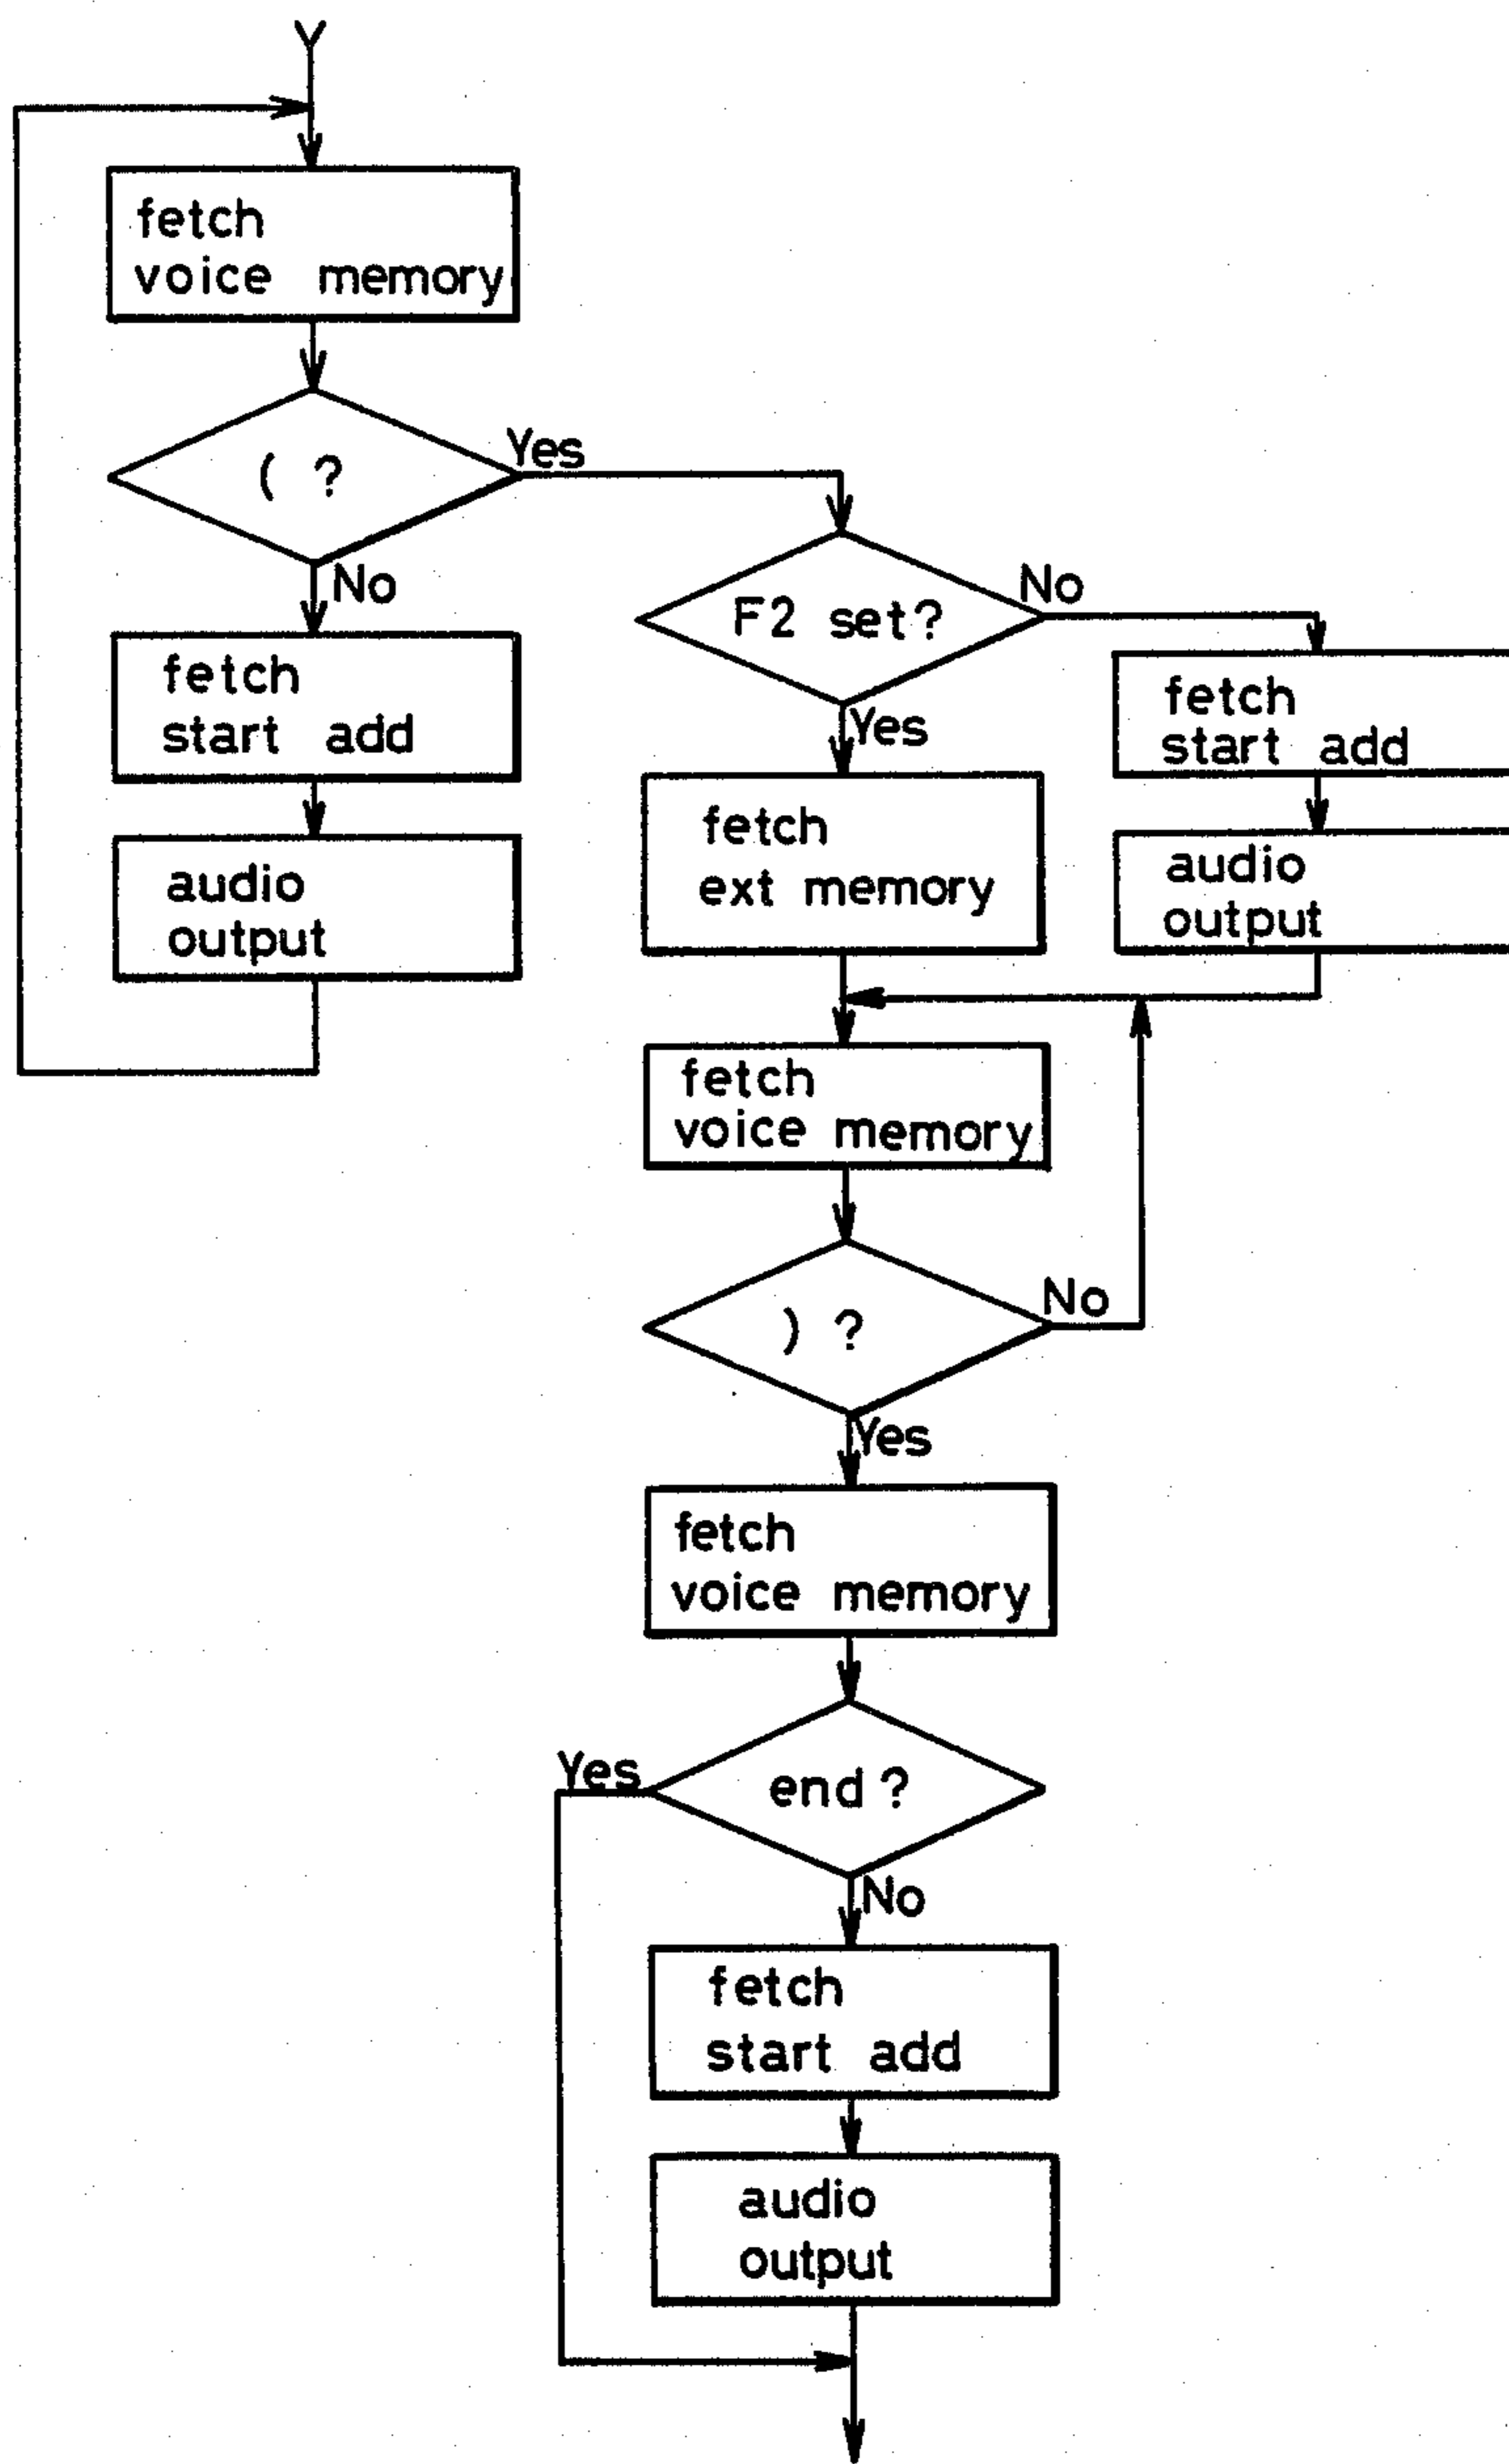 Y
fetch
voice memory
( ?
Yes
No
fetch
start add
audio
output
F2 set?
No
Yes
fetch
start add
audio
output
fetch
ext memory
fetch
voice memory
) ?
No
Yes
fetch
voice memory
end ?
Yes
No
fetch
start add
audio
output